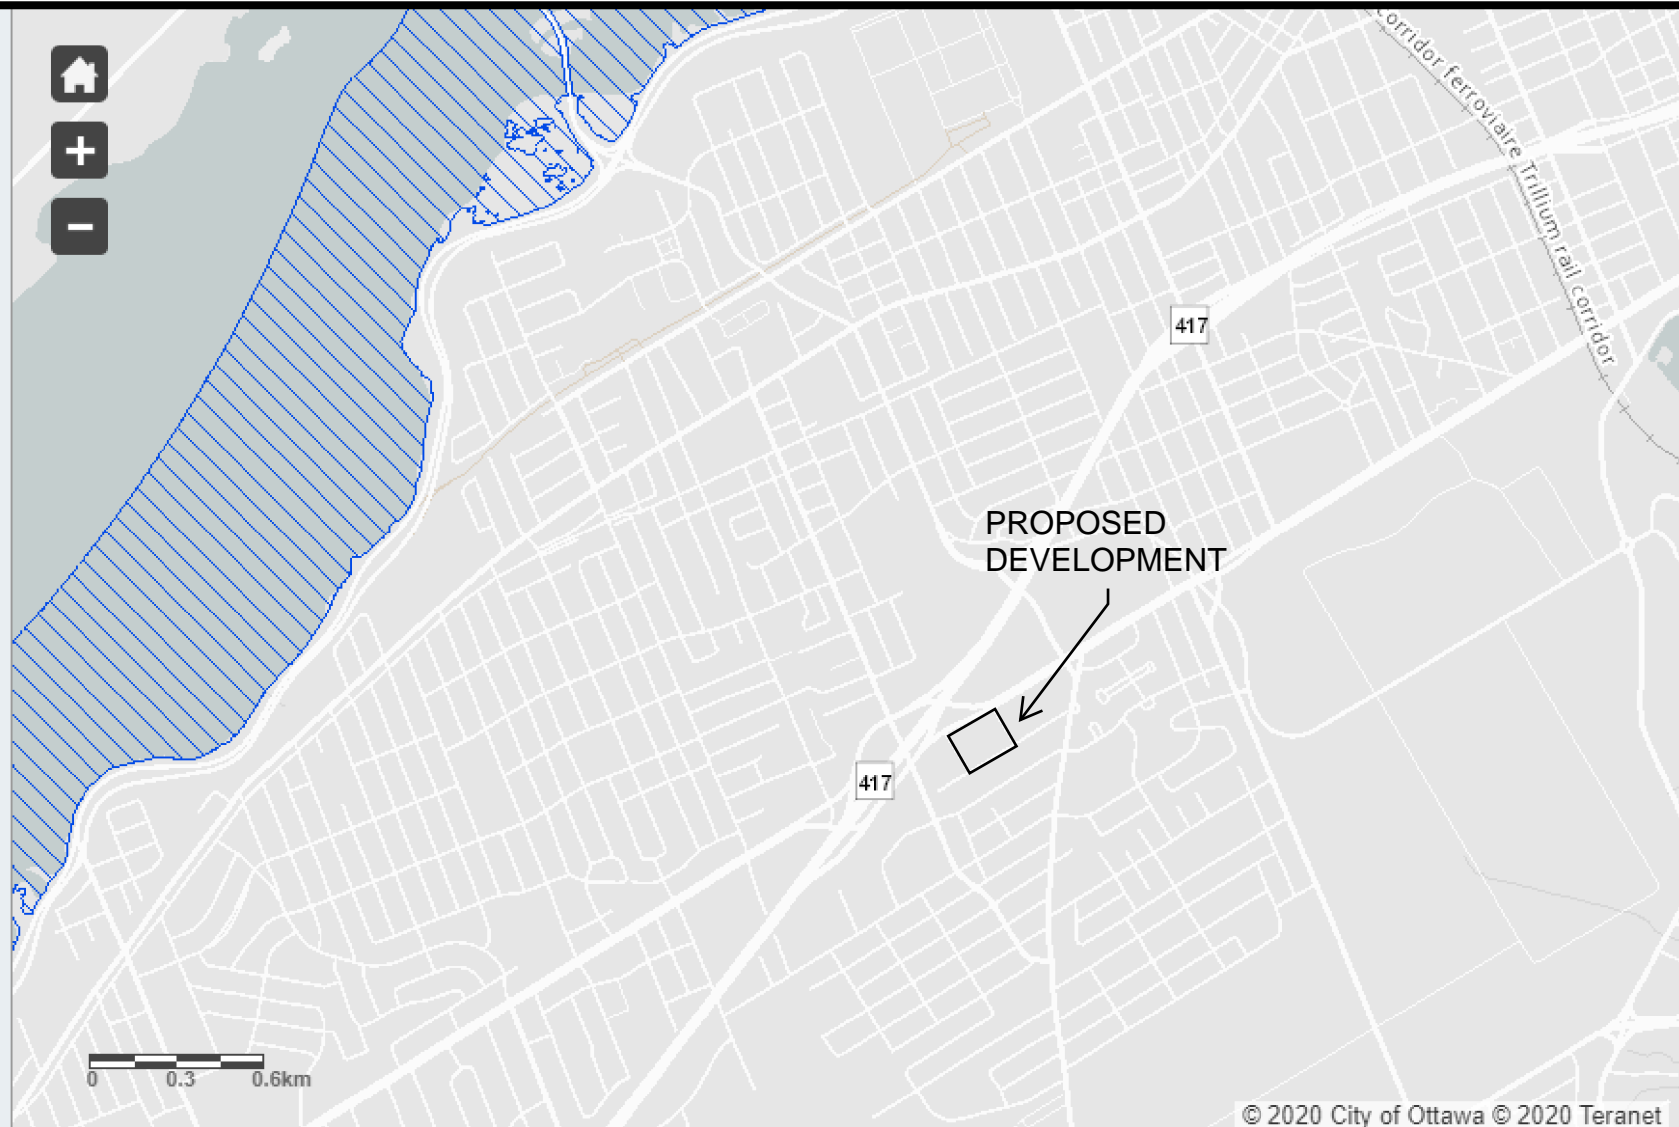 Corridor ferroviaire Trillium rail corridor
417
PROPOSED
DEVELOPMENT
417
0 0.3 0.6km
© 2020 City of Ottawa © 2020 Teranet